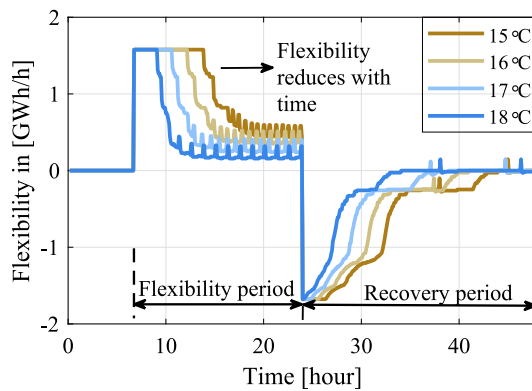 2
1
0
-1
-2
Flexibility in [GWh/h]
Flexibility
reduces with
time
15 °C
16 °C
17 °C
18 °C
Flexibility period
Recovery period
0
10
20
30
40
Time [hour]